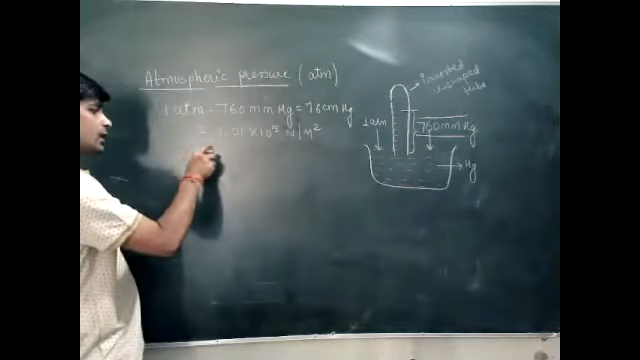 Atmospheric pressure (atm)
1 atm = 760 mm Hg = 76 cm Hg
= 1.01 × 10⁵ N/M²
inverted
U-shaped
tube
1 atm
760 mm Hg
Hg